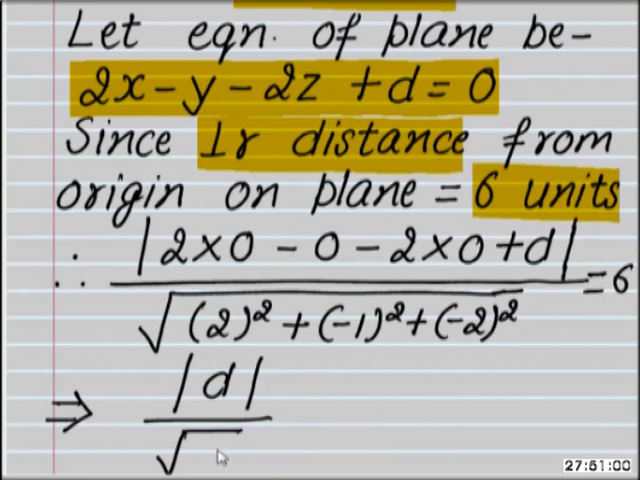 Let eqn. of plane be-
2x-y-2z+d=0
Since ⊥r distance from
origin on plane = 6 units
∴ |2×0-0-2×0+d| / √(2)²+(-1)²+(-2)² = 6
⇒ |d| / √
27:51:00